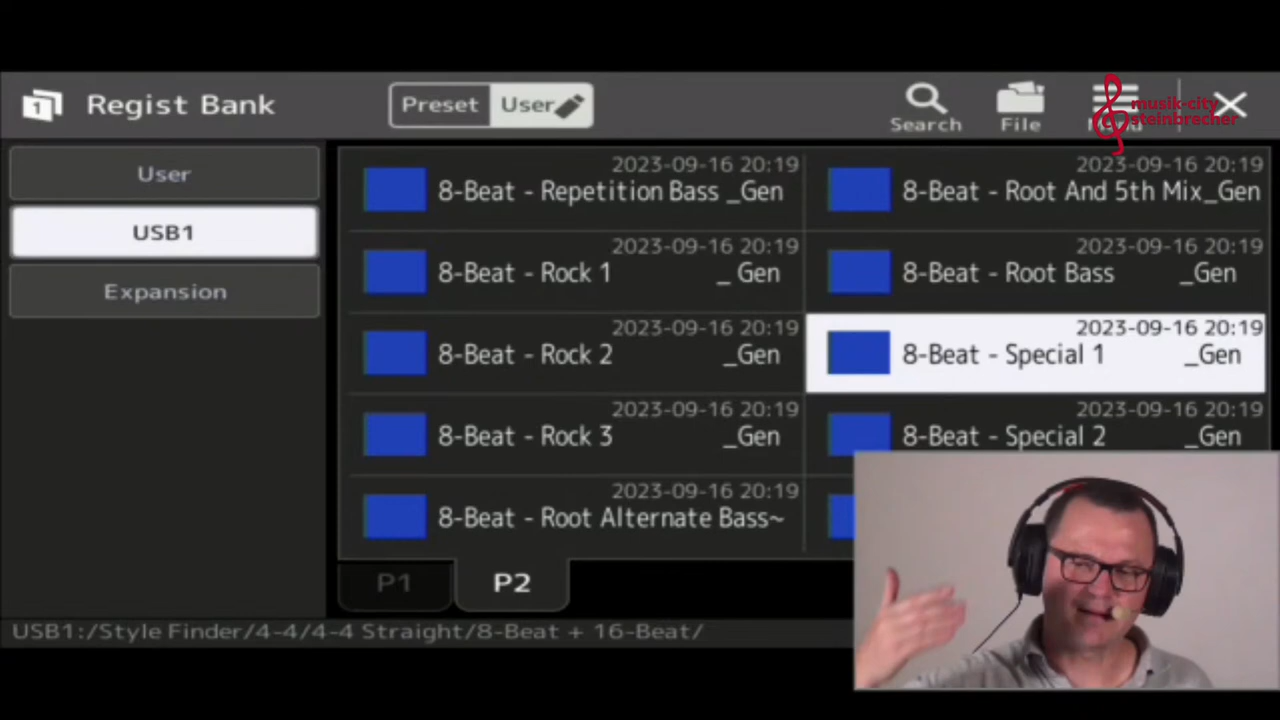 1 Regist Bank
Preset User
Search File
musik-city
steinbrecher
User
USB1
Expansion
2023-09-16 20:19
8-Beat - Repetition Bass _Gen
2023-09-16 20:19
8-Beat - Root And 5th Mix_Gen
2023-09-16 20:19
8-Beat - Rock 1 _ Gen
2023-09-16 20:19
8-Beat - Root Bass _Gen
2023-09-16 20:19
8-Beat - Rock 2 _Gen
2023-09-16 20:19
8-Beat - Special 1 _Gen
2023-09-16 20:19
8-Beat - Rock 3 _Gen
2023-09-16 20:19
8-Beat - Special 2 _Gen
2023-09-16 20:19
8-Beat - Root Alternate Bass~
P1 P2
USB1:/Style Finder/4-4/4-4 Straight/8-Beat + 16-Beat/